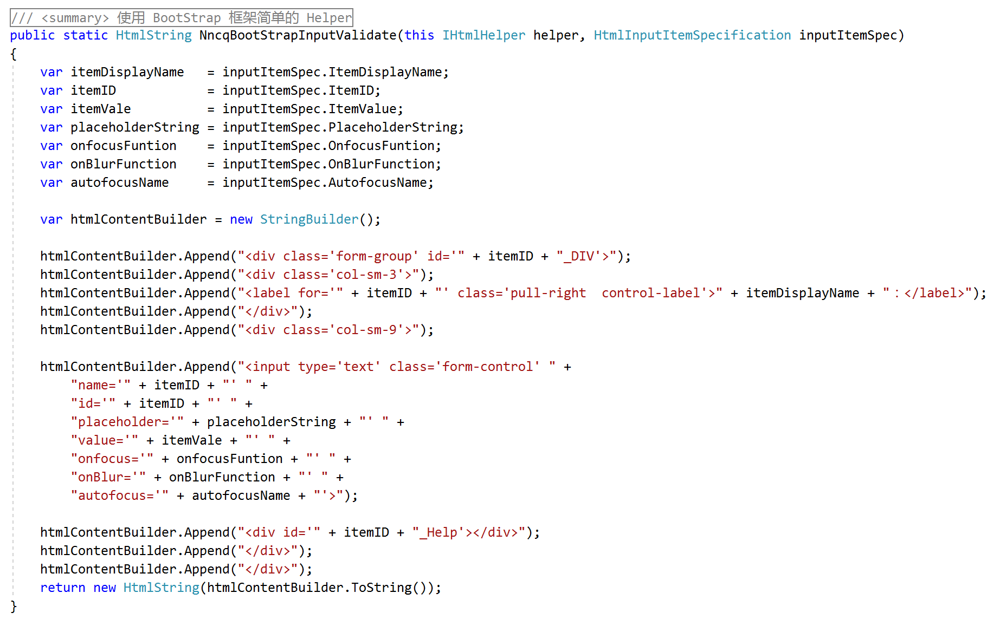 /// <summary> 使用 BootStrap 框架简单的 Helper
public static HtmlString NncqBootStrapInputValidate(this IHtmlHelper helper, HtmlInputItemSpecification inputItemSpec)
{
    var itemDisplayName   = inputItemSpec.ItemDisplayName;
    var itemID            = inputItemSpec.ItemID;
    var itemVale          = inputItemSpec.ItemValue;
    var placeholderString = inputItemSpec.PlaceholderString;
    var onfocusFuntion    = inputItemSpec.OnfocusFuntion;
    var onBlurFunction    = inputItemSpec.OnBlurFunction;
    var autofocusName     = inputItemSpec.AutofocusName;

    var htmlContentBuilder = new StringBuilder();

    htmlContentBuilder.Append("<div class='form-group' id='" + itemID + "_DIV'>");
    htmlContentBuilder.Append("<div class='col-sm-3'>");
    htmlContentBuilder.Append("<label for='" + itemID + "' class='pull-right  control-label'>" + itemDisplayName + "：</label>");
    htmlContentBuilder.Append("</div>");
    htmlContentBuilder.Append("<div class='col-sm-9'>");

    htmlContentBuilder.Append("<input type='text' class='form-control' " +
        "name='" + itemID + "' " +
        "id='" + itemID + "' " +
        "placeholder='" + placeholderString + "' " +
        "value='" + itemVale + "' " +
        "onfocus='" + onfocusFuntion + "' " +
        "onBlur='" + onBlurFunction + "' " +
        "autofocus='" + autofocusName + "'>");

    htmlContentBuilder.Append("<div id='" + itemID + "_Help'></div>");
    htmlContentBuilder.Append("</div>");
    htmlContentBuilder.Append("</div>");
    return new HtmlString(htmlContentBuilder.ToString());
}